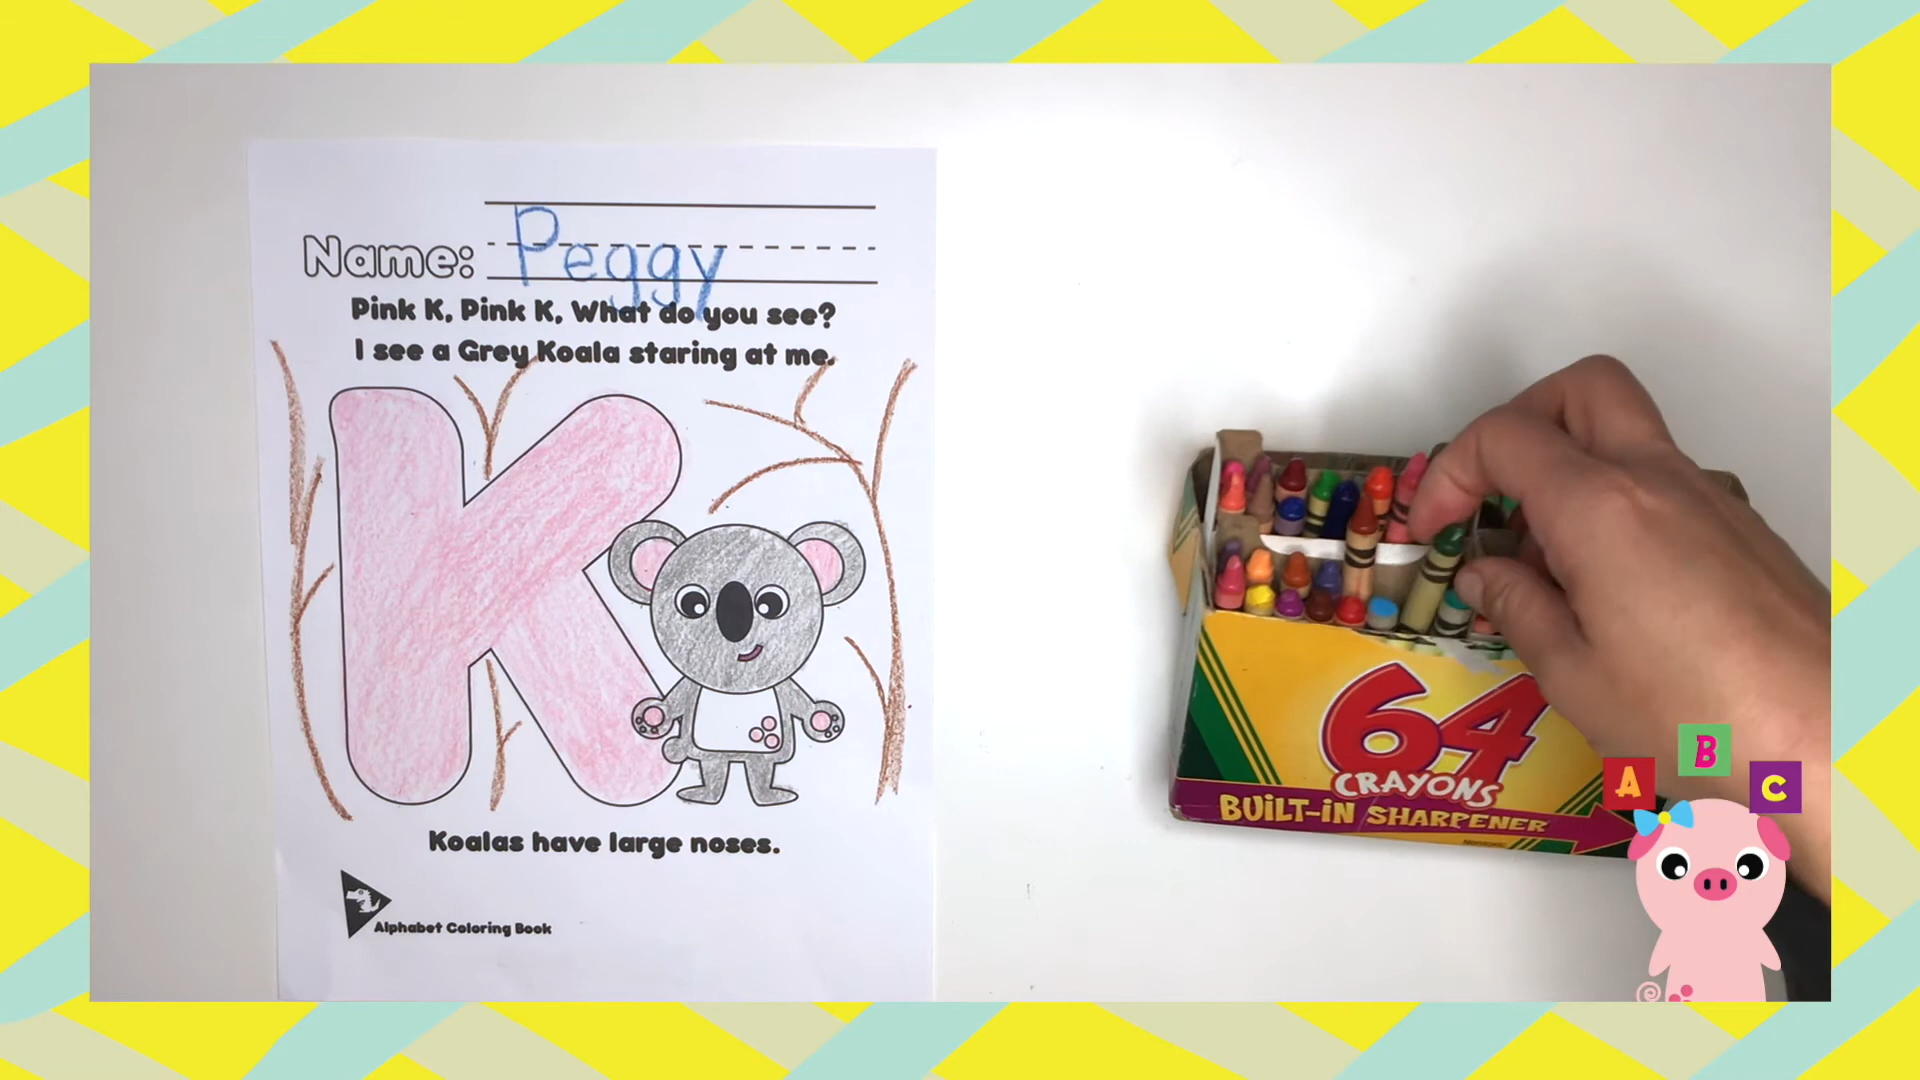 Name: Peggy
Pink K, Pink K, What do you see?
I see a Grey Koala staring at me.
K
Koalas have large noses.
Alphabet Coloring Book
64
CRAYONS
BUILT-IN SHARPENER
A B C